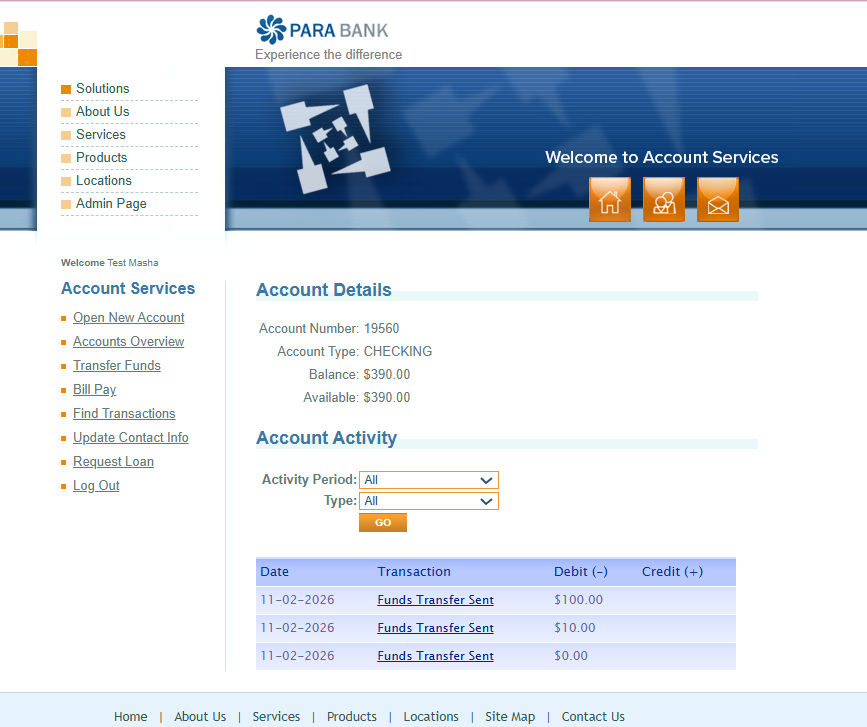 PARA BANK
Experience the difference
Solutions
About Us
Services
Products
Locations
Admin Page
Welcome to Account Services
Welcome Test Masha
Account Services
Open New Account
Accounts Overview
Transfer Funds
Bill Pay
Find Transactions
Update Contact Info
Request Loan
Log Out
Account Details
Account Number: 19560
Account Type: CHECKING
Balance: $390.00
Available: $390.00
Account Activity
Activity Period: All
Type: All
GO
Date Transaction Debit (-) Credit (+)
11-02-2026 Funds Transfer Sent $100.00
11-02-2026 Funds Transfer Sent $10.00
11-02-2026 Funds Transfer Sent $0.00
Home | About Us | Services | Products | Locations | Site Map | Contact Us